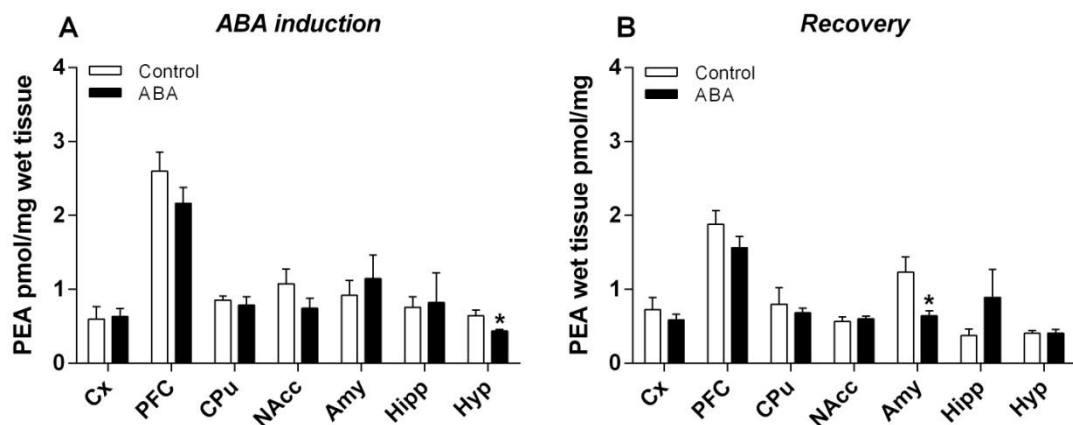 A
ABA induction
PEA pmol/mg wet tissue
4
3
2
1
0
Control
ABA
*
Cx
PFC
CPu
NAcc
Amy
Hipp
Hyp
B
Recovery
PEA wet tissue pmol/mg
4
3
2
1
0
Control
ABA
*
Cx
PFC
CPu
NAcc
Amy
Hipp
Hyp